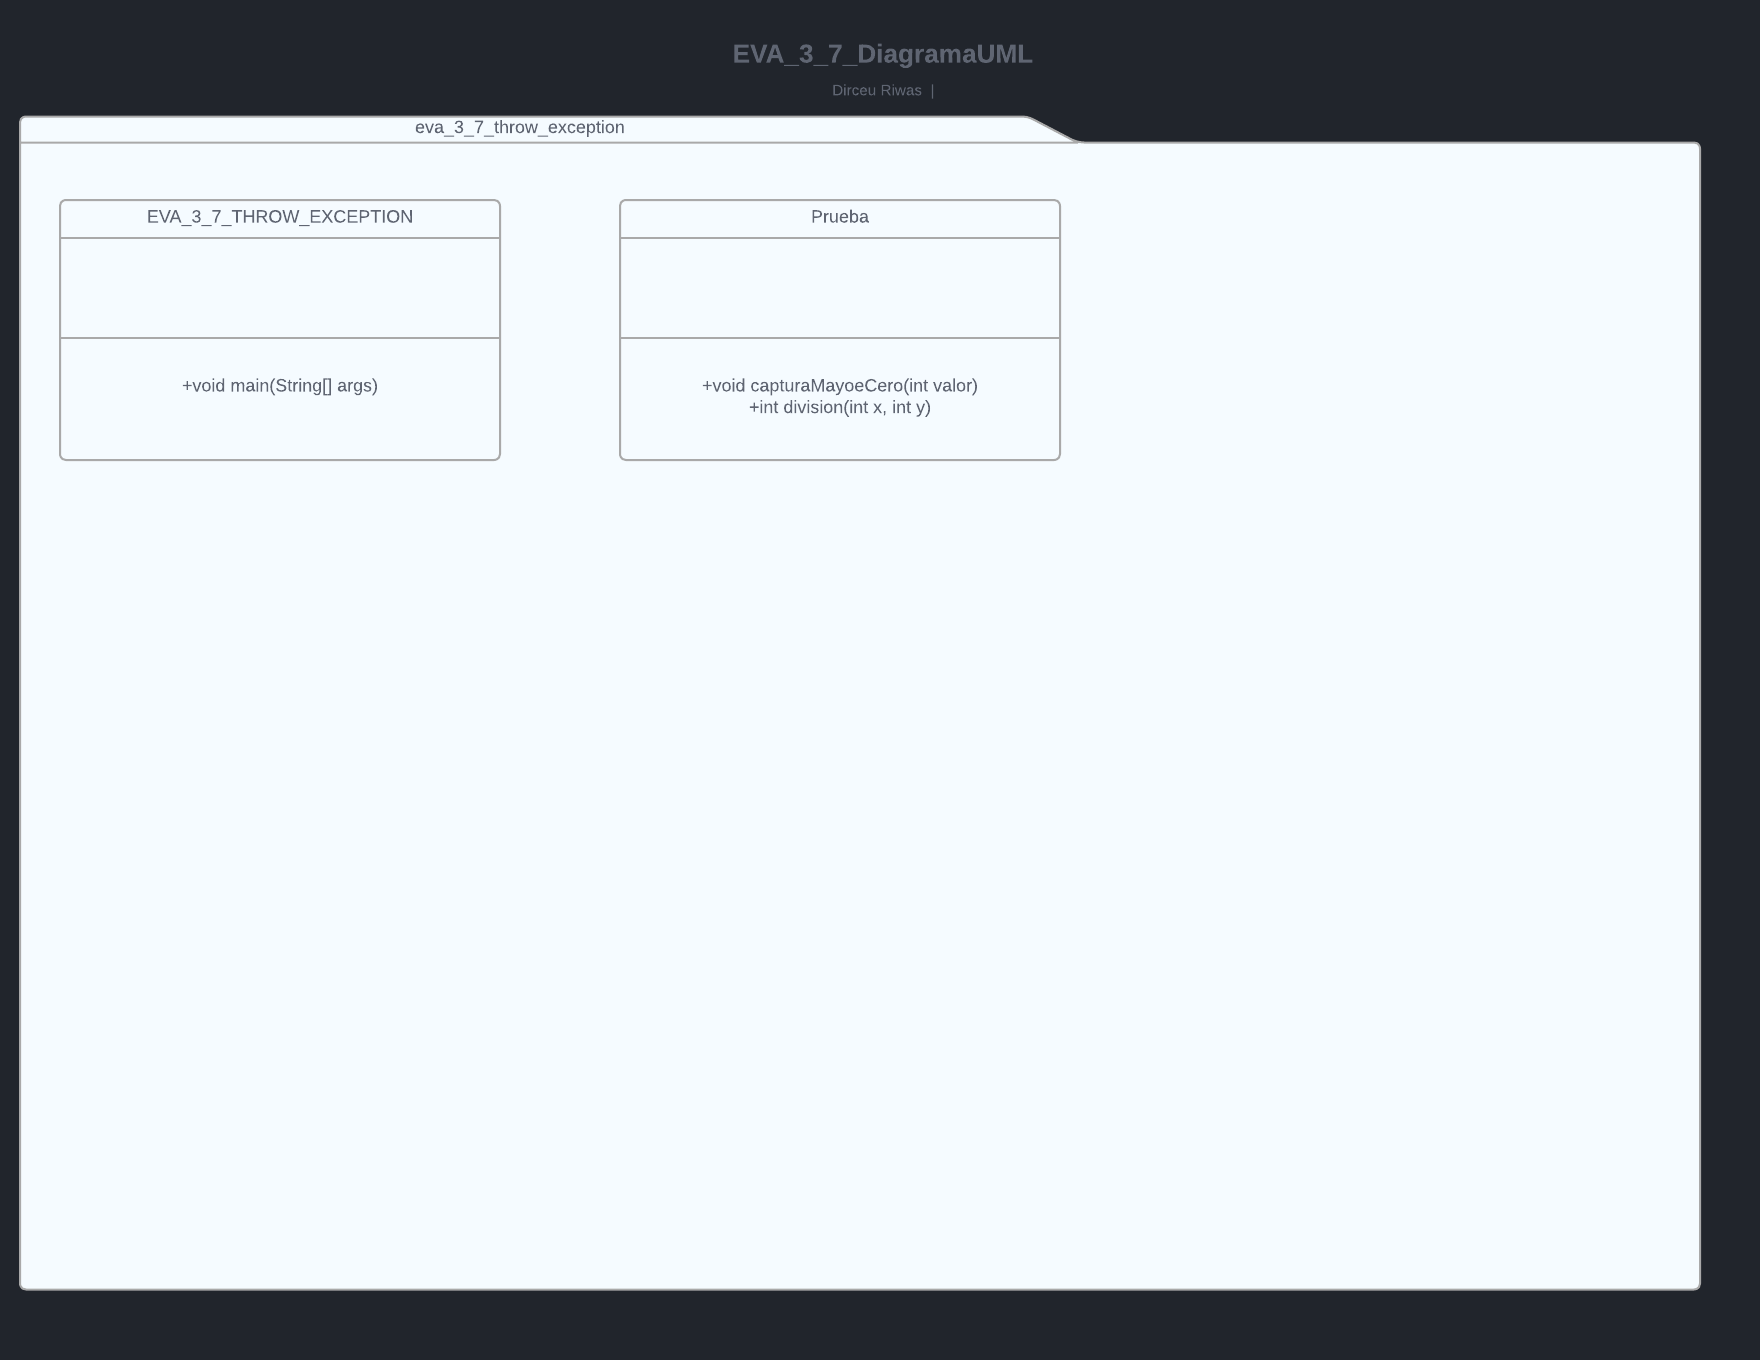 EVA_3_7_DiagramaUML
Dirceu Riwas |
eva_3_7_throw_exception
EVA_3_7_THROW_EXCEPTION
+void main(String[] args)
Prueba
+void capturaMayoeCero(int valor)
+int division(int x, int y)